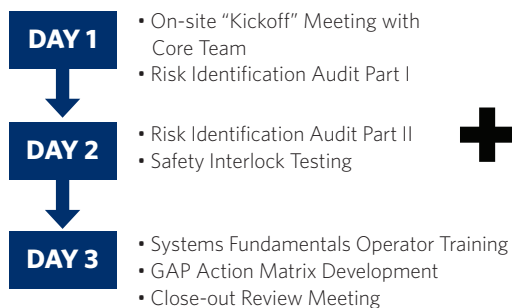 DAY 1
• On-site “Kickoff” Meeting with
Core Team
• Risk Identification Audit Part I
DAY 2
• Risk Identification Audit Part II
• Safety Interlock Testing
DAY 3
• Systems Fundamentals Operator Training
• GAP Action Matrix Development
• Close-out Review Meeting